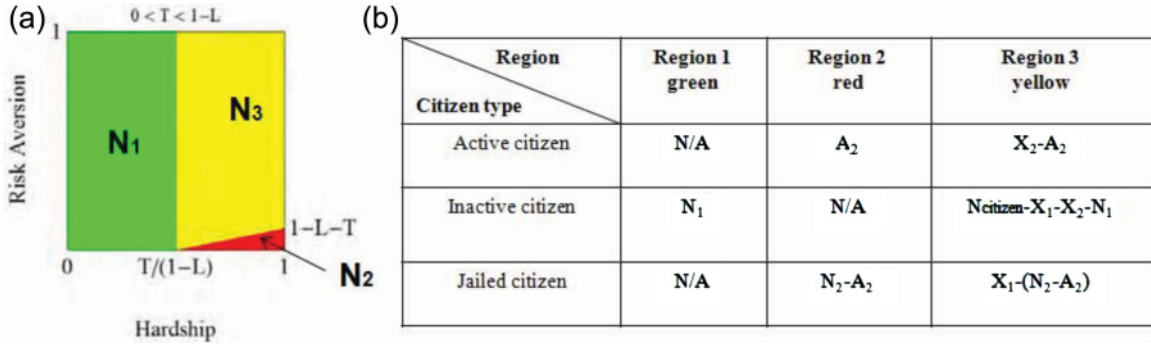 (a)
0 < T < 1−L
1
Risk Aversion
N₁
N₃
1−L−T
0
T/(1−L)
1
N₂
Hardship
(b)
Region
Citizen type
Region 1
green
Region 2
red
Region 3
yellow
Active citizen N/A A₂ X₂-A₂
Inactive citizen N₁ N/A Ncitizen-X₁-X₂-N₁
Jailed citizen N/A N₂-A₂ X₁-(N₂-A₂)